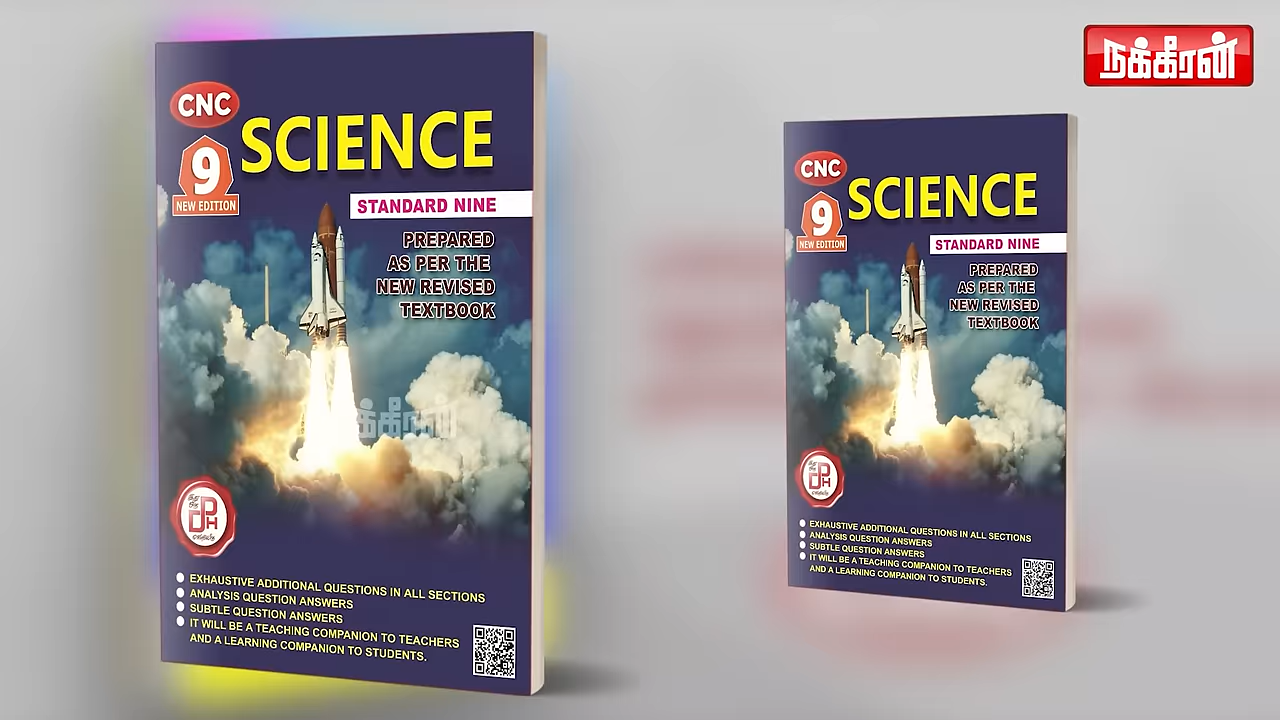 நக்கீரன்
CNC
SCIENCE
9
NEW EDITION
STANDARD NINE
PREPARED
AS PER THE
NEW REVISED
TEXTBOOK
க்கீரன்
DPH
EXHAUSTIVE ADDITIONAL QUESTIONS IN ALL SECTIONS
ANALYSIS QUESTION ANSWERS
SUBTLE QUESTION ANSWERS
IT WILL BE A TEACHING COMPANION TO TEACHERS
AND A LEARNING COMPANION TO STUDENTS.
CNC
SCIENCE
9
NEW EDITION
STANDARD NINE
PREPARED
AS PER THE
NEW REVISED
TEXTBOOK
DPH
EXHAUSTIVE ADDITIONAL QUESTIONS IN ALL SECTIONS
ANALYSIS QUESTION ANSWERS
SUBTLE QUESTION ANSWERS
IT WILL BE A TEACHING COMPANION TO TEACHERS
AND A LEARNING COMPANION TO STUDENTS.